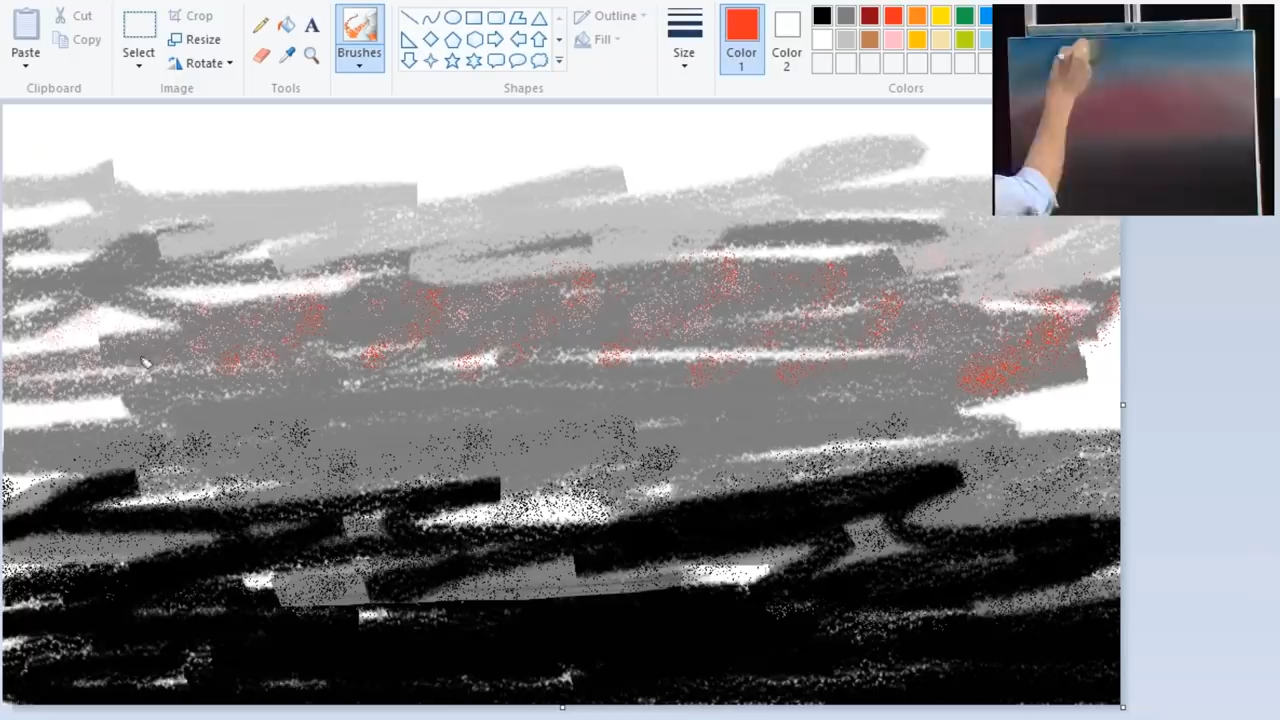 Paste
Cut
Copy
Clipboard
Select
Crop
Resize
Rotate
Image
A
Tools
Brushes
Outline
Fill
Shapes
Size
Color
1
Color
2
Colors